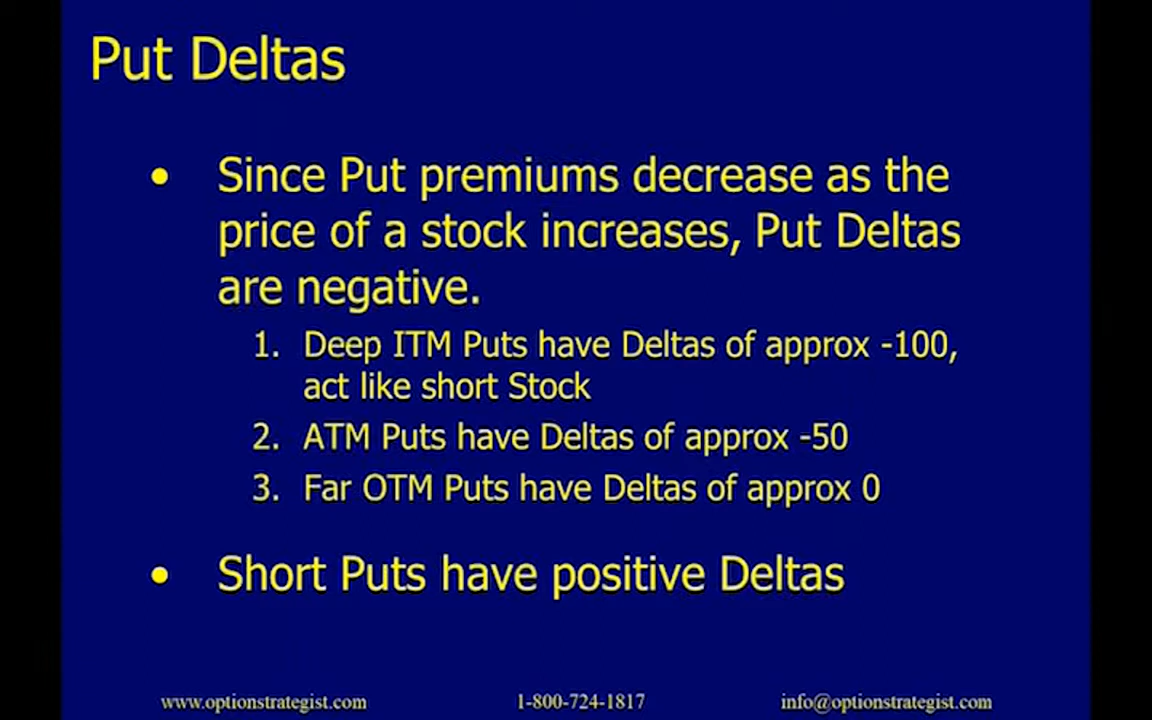 Put Deltas
• Since Put premiums decrease as the
price of a stock increases, Put Deltas
are negative.
1. Deep ITM Puts have Deltas of approx -100,
act like short Stock
2. ATM Puts have Deltas of approx -50
3. Far OTM Puts have Deltas of approx 0
• Short Puts have positive Deltas
www.optionstrategist.com 1-800-724-1817 info@optionstrategist.com